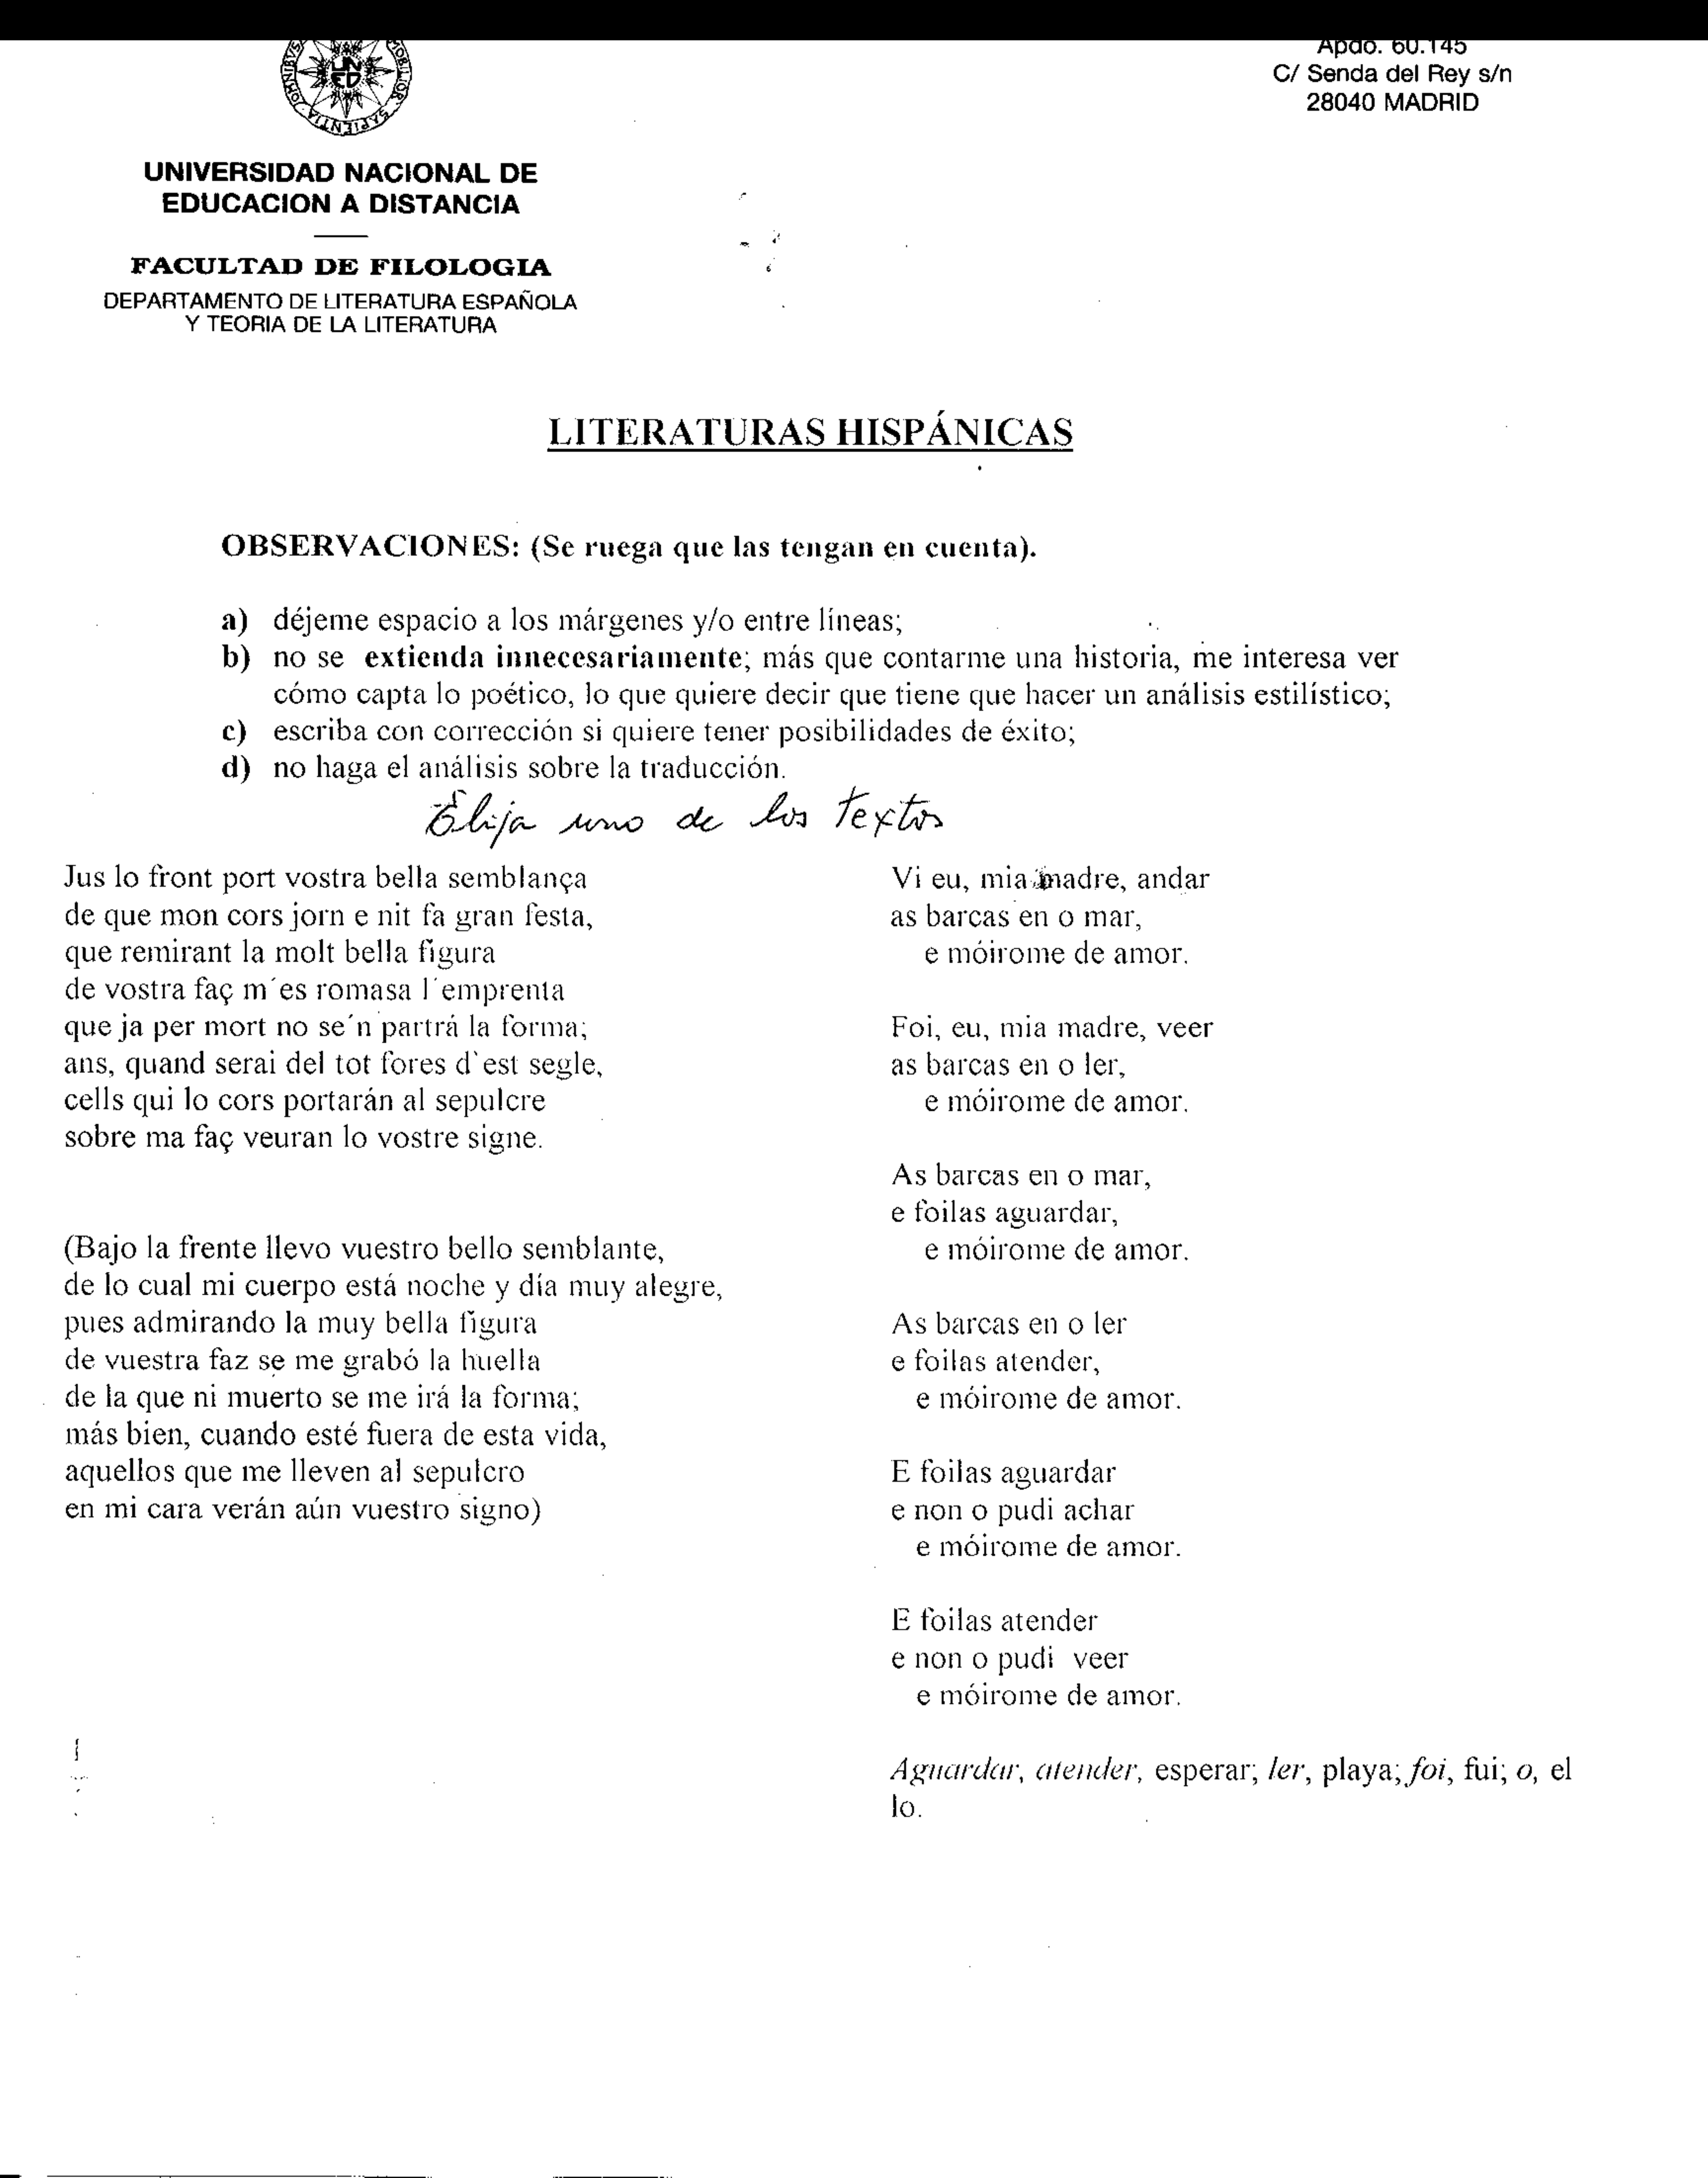 UN
ED
OMNIBVS MOBILIOR SAPIENTIA
Apdo. 60.145
C/ Senda del Rey s/n
28040 MADRID
UNIVERSIDAD NACIONAL DE
EDUCACION A DISTANCIA
FACULTAD DE FILOLOGIA
DEPARTAMENTO DE LITERATURA ESPAÑOLA
Y TEORIA DE LA LITERATURA
LITERATURAS HISPÁNICAS
OBSERVACIONES: (Se ruega que las tengan en cuenta).
a) déjeme espacio a los márgenes y/o entre líneas;
b) no se extienda innecesariamente; más que contarme una historia, me interesa ver
cómo capta lo poético, lo que quiere decir que tiene que hacer un análisis estilístico;
c) escriba con corrección si quiere tener posibilidades de éxito;
d) no haga el análisis sobre la traducción.
Elija uno de los textos
Jus lo front port vostra bella semblança
de que mon cors jorn e nit fa gran festa,
que remirant la molt bella figura
de vostra faç m´es romasa l´emprenta
que ja per mort no se´n partrá la forma;
ans, quand serai del tot fores d`est segle,
cells qui lo cors portarán al sepulcre
sobre ma faç veuran lo vostre signe.
(Bajo la frente llevo vuestro bello semblante,
de lo cual mi cuerpo está noche y día muy alegre,
pues admirando la muy bella figura
de vuestra faz se me grabó la huella
de la que ni muerto se me irá la forma;
más bien, cuando esté fuera de esta vida,
aquellos que me lleven al sepulcro
en mi cara verán aún vuestro signo)
Vi eu, mia madre, andar
as barcas en o mar,
e móirome de amor.
Foi, eu, mia madre, veer
as barcas en o ler,
e móirome de amor.
As barcas en o mar,
e foilas aguardar,
e móirome de amor.
As barcas en o ler
e foilas atender,
e móirome de amor.
E foilas aguardar
e non o pudi achar
e móirome de amor.
E foilas atender
e non o pudi veer
e móirome de amor.
Aguardar, atender, esperar; ler, playa; foi, fui; o, el
lo.